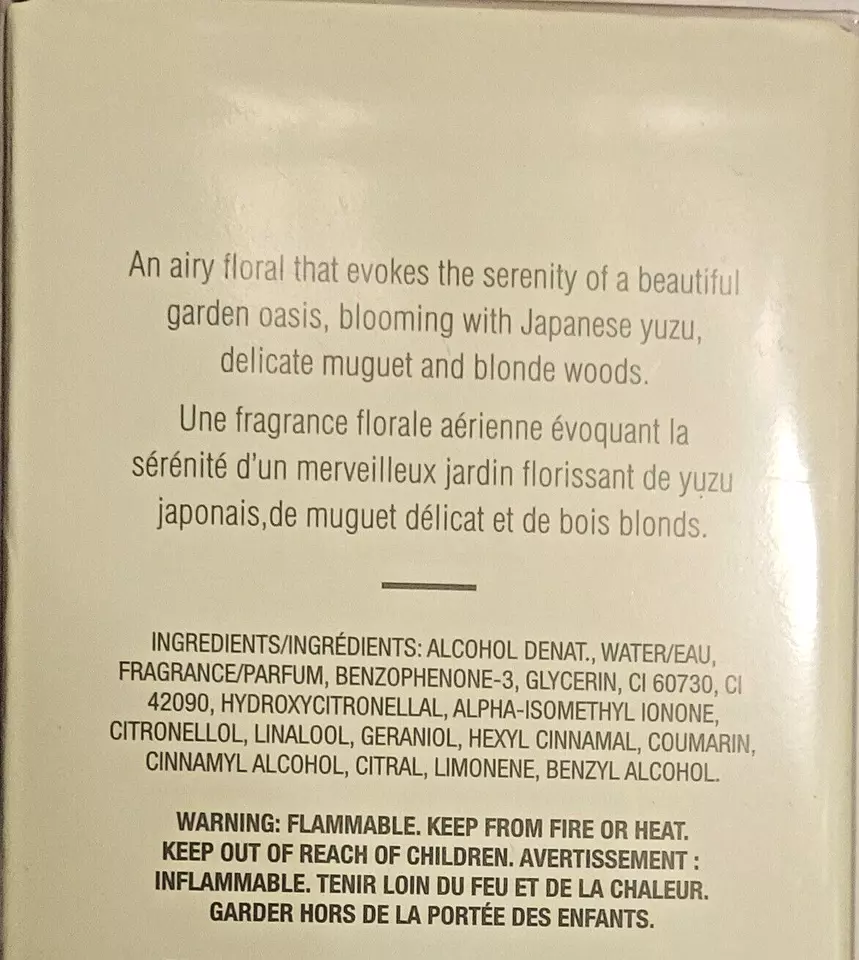 An airy floral that evokes the serenity of a beautiful
garden oasis, blooming with Japanese yuzu,
delicate muguet and blonde woods.
Une fragrance florale aérienne évoquant la
sérénité d'un merveilleux jardin florissant de yuzu
japonais,de muguet délicat et de bois blonds.
INGREDIENTS/INGRÉDIENTS: ALCOHOL DENAT., WATER/EAU,
FRAGRANCE/PARFUM, BENZOPHENONE-3, GLYCERIN, CI 60730, CI
42090, HYDROXYCITRONELLAL, ALPHA-ISOMETHYL IONONE,
CITRONELLOL, LINALOOL, GERANIOL, HEXYL CINNAMAL, COUMARIN,
CINNAMYL ALCOHOL, CITRAL, LIMONENE, BENZYL ALCOHOL.
WARNING: FLAMMABLE. KEEP FROM FIRE OR HEAT.
KEEP OUT OF REACH OF CHILDREN. AVERTISSEMENT :
INFLAMMABLE. TENIR LOIN DU FEU ET DE LA CHALEUR.
GARDER HORS DE LA PORTÉE DES ENFANTS.